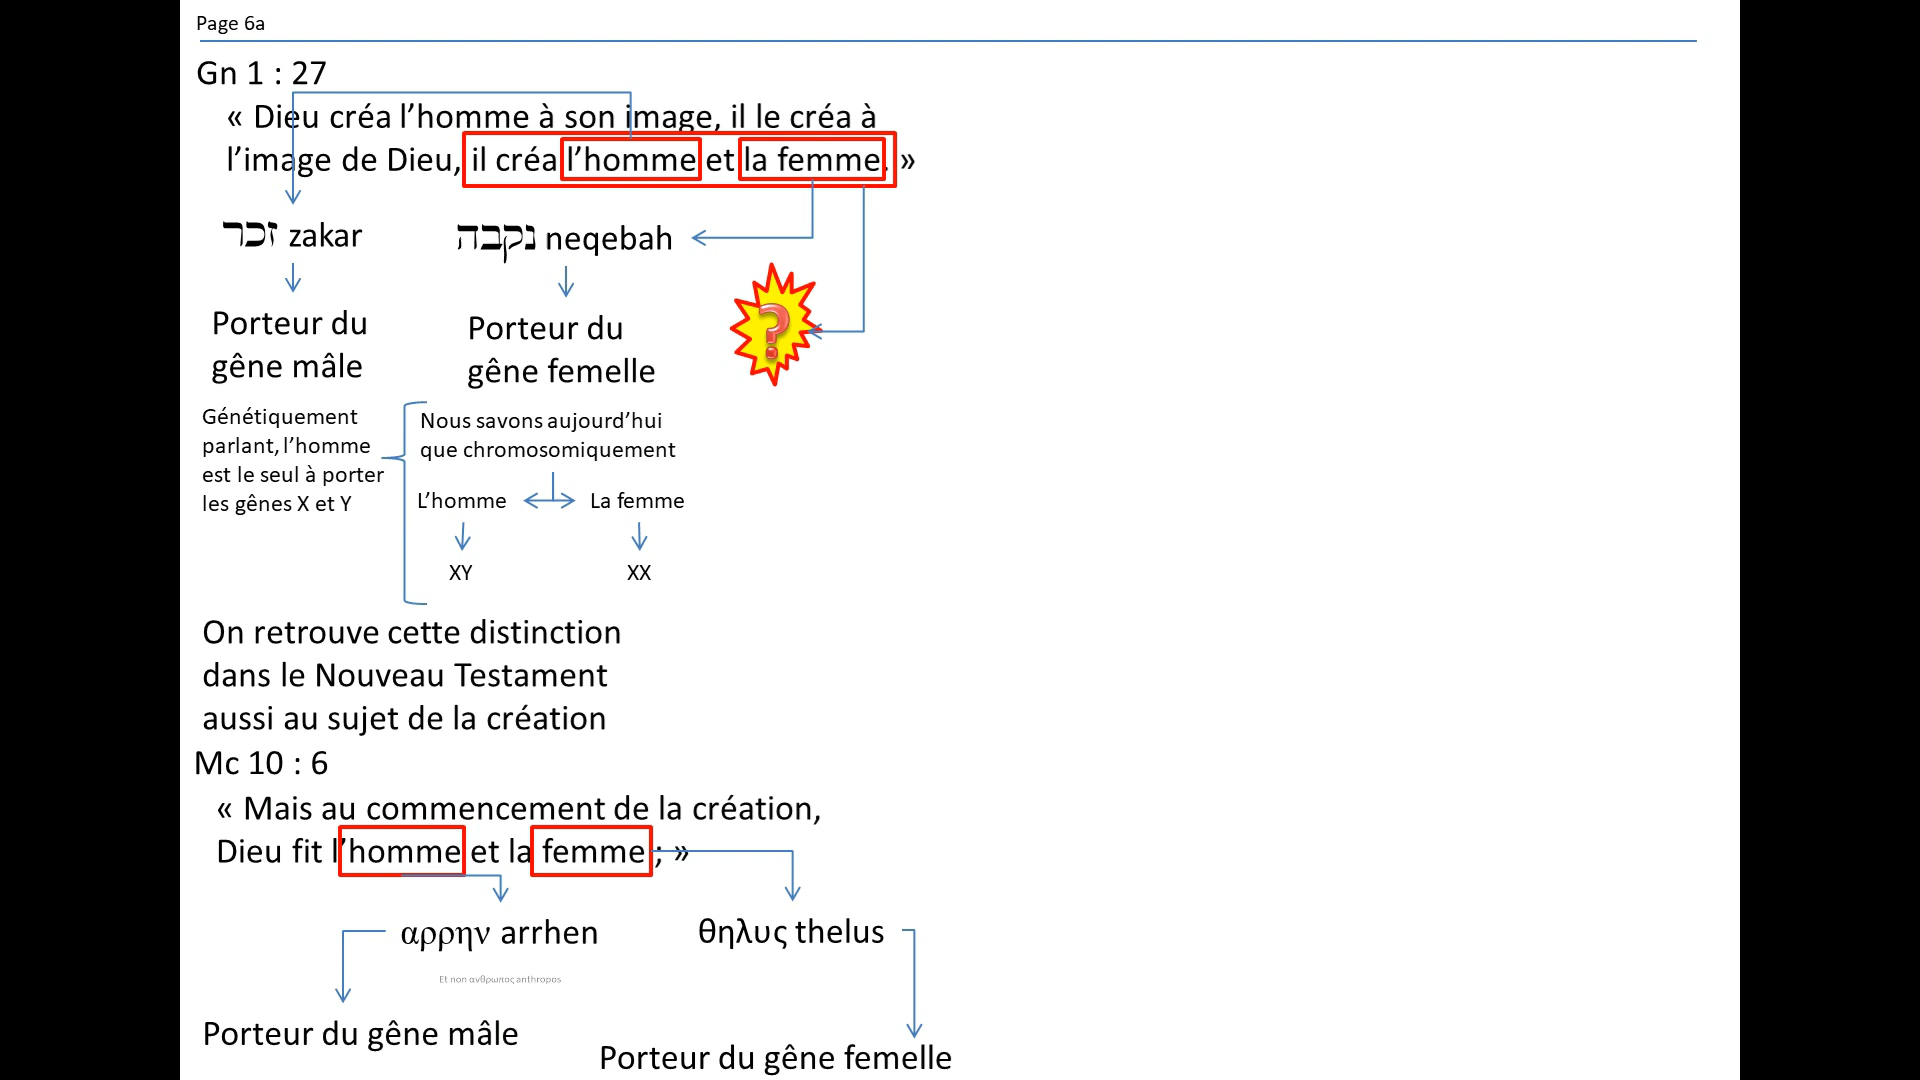 Page 6a
Gn 1 : 27
« Dieu créa l’homme à son image, il le créa à
l’image de Dieu, il créa l’homme et la femme. »
זכר zakar
נקבה neqebah
Porteur du
gêne mâle
Porteur du
gêne femelle
?
Génétiquement
parlant, l’homme
est le seul à porter
les gênes X et Y
Nous savons aujourd’hui
que chromosomiquement
L’homme
La femme
XY
XX
On retrouve cette distinction
dans le Nouveau Testament
aussi au sujet de la création
Mc 10 : 6
« Mais au commencement de la création,
Dieu fit l’homme et la femme ; »
αρρην arrhen
θηλυς thelus
Et non ανθρωπος anthropos
Porteur du gêne mâle
Porteur du gêne femelle